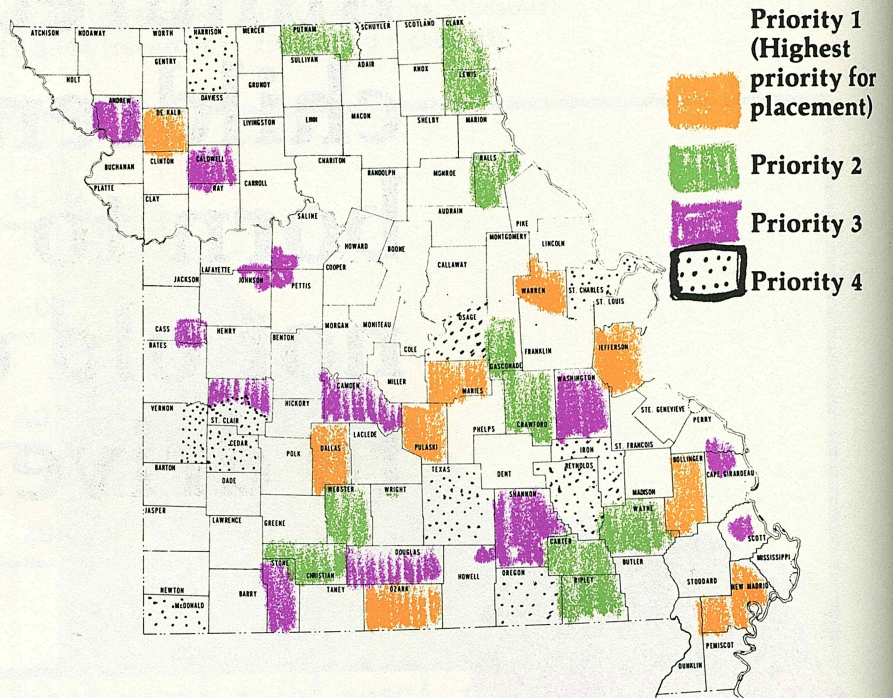 Priority 1
(Highest
priority for
placement)
Priority 2
Priority 3
Priority 4
ATCHISON
NODAWAY
WORTH
HARRISON
MERCER
PUTNAM
SCHUYLER
SCOTLAND
CLARK
GENTRY
SULLIVAN
ADAIR
KNOX
LEWIS
HOLT
ANDREW
DE KALB
DAVIESS
GRUNDY
LIVINGSTON
LINN
MACON
SHELBY
MARION
BUCHANAN
CLINTON
CALDWELL
CHARITON
RANDOLPH
MONROE
RALLS
PLATTE
CLAY
RAY
CARROLL
SALINE
AUDRAIN
PIKE
HOWARD
BOONE
CALLAWAY
MONTGOMERY
LINCOLN
JACKSON
LAFAYETTE
JOHNSON
PETTIS
COOPER
WARREN
ST. CHARLES
ST. LOUIS
CASS
BATES
HENRY
BENTON
MORGAN
MONITEAU
COLE
OSAGE
GASCONADE
FRANKLIN
JEFFERSON
VERNON
ST. CLAIR
HICKORY
CAMDEN
MILLER
MARIES
CRAWFORD
WASHINGTON
STE. GENEVIEVE
PERRY
CEDAR
POLK
DALLAS
LACLEDE
PULASKI
PHELPS
IRON
ST. FRANCOIS
BARTON
DADE
TEXAS
DENT
REYNOLDS
BOLLINGER
CAPE GIRARDEAU
JASPER
LAWRENCE
GREENE
WEBSTER
WRIGHT
SHANNON
MADISON
WAYNE
SCOTT
STONE
CHRISTIAN
DOUGLAS
HOWELL
CARTER
BUTLER
STODDARD
MISSISSIPPI
NEWTON
McDONALD
BARRY
TANEY
OZARK
OREGON
RIPLEY
NEW MADRID
PEMISCOT
DUNKLIN